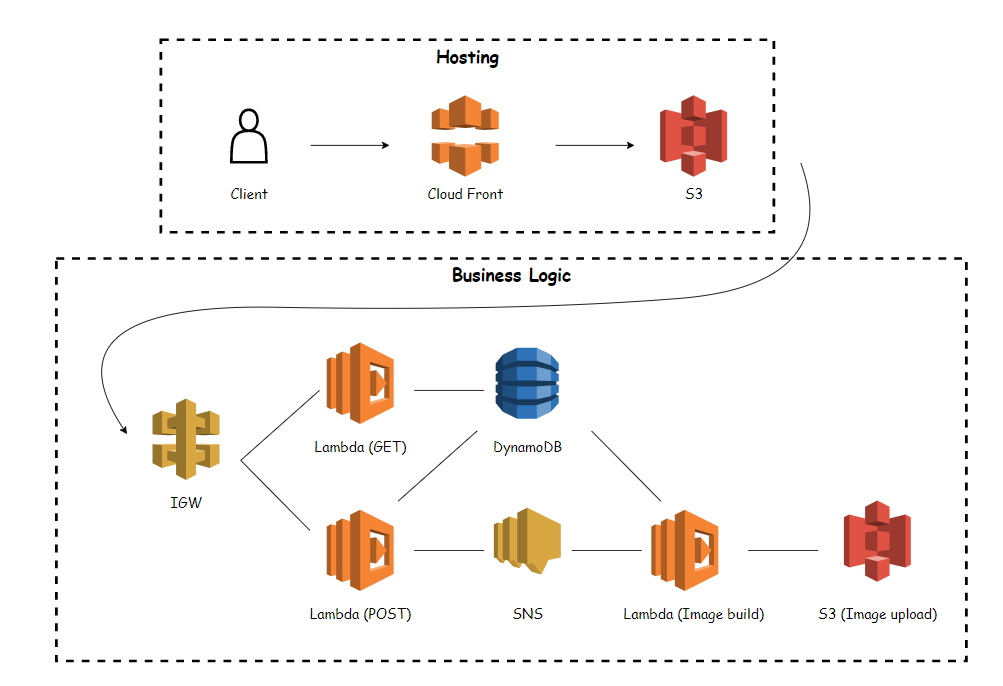 Hosting
Client
Cloud Front
S3
Business Logic
Lambda (GET)
DynamoDB
IGW
Lambda (POST)
SNS
Lambda (Image build)
S3 (Image upload)